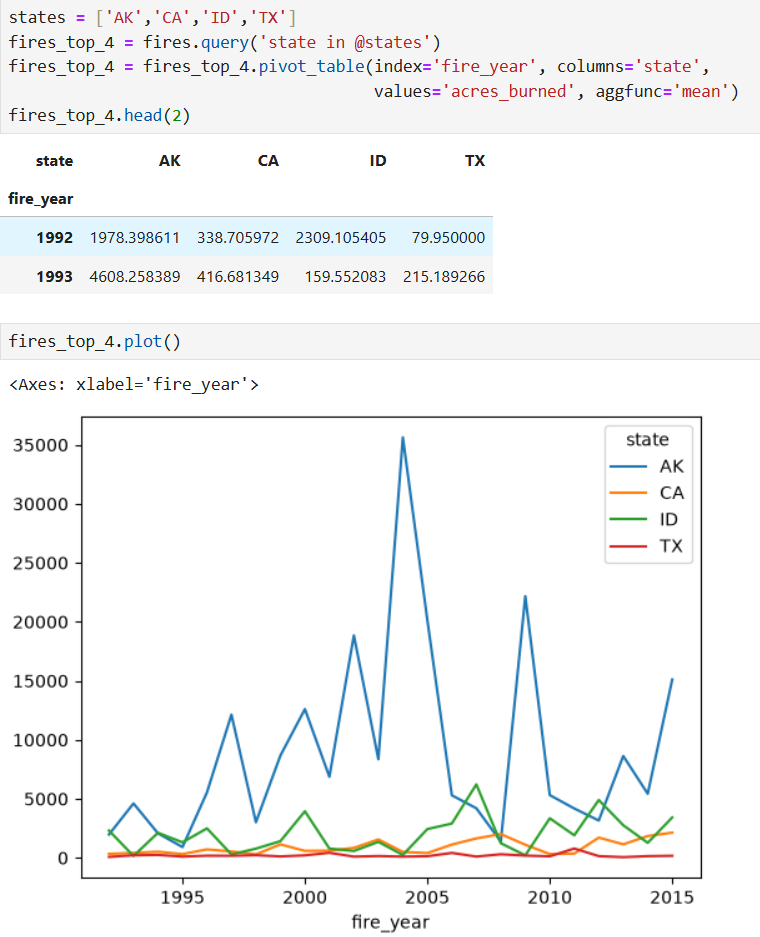 states = ['AK','CA','ID','TX']
fires_top_4 = fires.query('state in @states')
fires_top_4 = fires_top_4.pivot_table(index='fire_year', columns='state',
values='acres_burned', aggfunc='mean')
fires_top_4.head(2)
state AK CA ID TX
fire_year
1992 1978.398611 338.705972 2309.105405 79.950000
1993 4608.258389 416.681349 159.552083 215.189266
fires_top_4.plot()
<Axes: xlabel='fire_year'>
state
AK
CA
ID
TX
35000
30000
25000
20000
15000
10000
5000
0
1995 2000 2005 2010 2015
fire_year